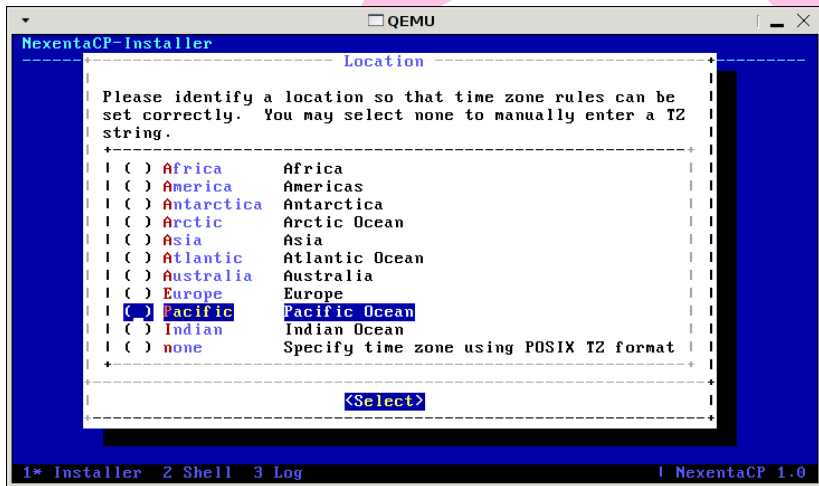 QEMU
NexentaCP-Installer
Location
Please identify a location so that time zone rules can be
set correctly.  You may select none to manually enter a TZ
string.
( ) Africa Africa
( ) America Americas
( ) Antarctica Antarctica
( ) Arctic Arctic Ocean
( ) Asia Asia
( ) Atlantic Atlantic Ocean
( ) Australia Australia
( ) Europe Europe
( ) Pacific Pacific Ocean
( ) Indian Indian Ocean
( ) none Specify time zone using POSIX TZ format
<Select>
1* Installer 2 Shell 3 Log | NexentaCP 1.0